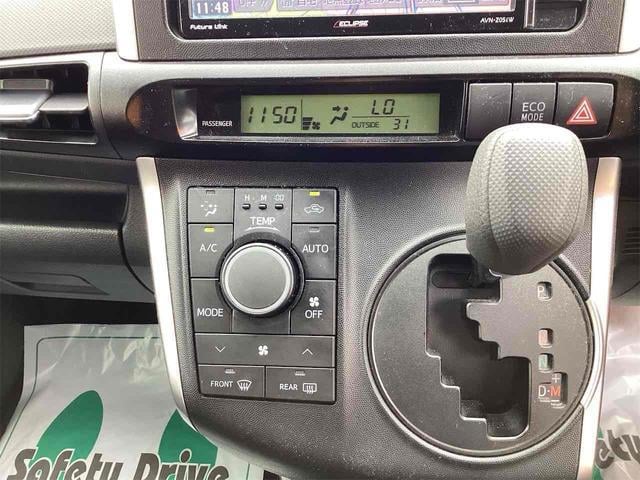 11:48
Future Link
ECLIPSE
AVN-Z05iW
PASSENGER
1150
LO
OUTSIDE 31
ECO MODE
H M 00
TEMP
A/C
AUTO
MODE
OFF
FRONT
REAR
P
R
N
D-M
+
Safety Drive